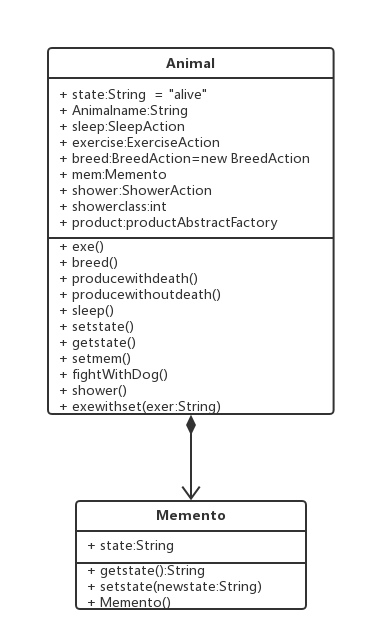 Animal
+ state:String = "alive"
+ Animalname:String
+ sleep:SleepAction
+ exercise:ExerciseAction
+ breed:BreedAction=new BreedAction
+ mem:Memento
+ shower:ShowerAction
+ showerclass:int
+ product:productAbstractFactory
+ exe()
+ breed()
+ producewithdeath()
+ producewithoutdeath()
+ sleep()
+ setstate()
+ getstate()
+ setmem()
+ fightWithDog()
+ shower()
+ exewithset(exer:String)
Memento
+ state:String
+ getstate():String
+ setstate(newstate:String)
+ Memento()